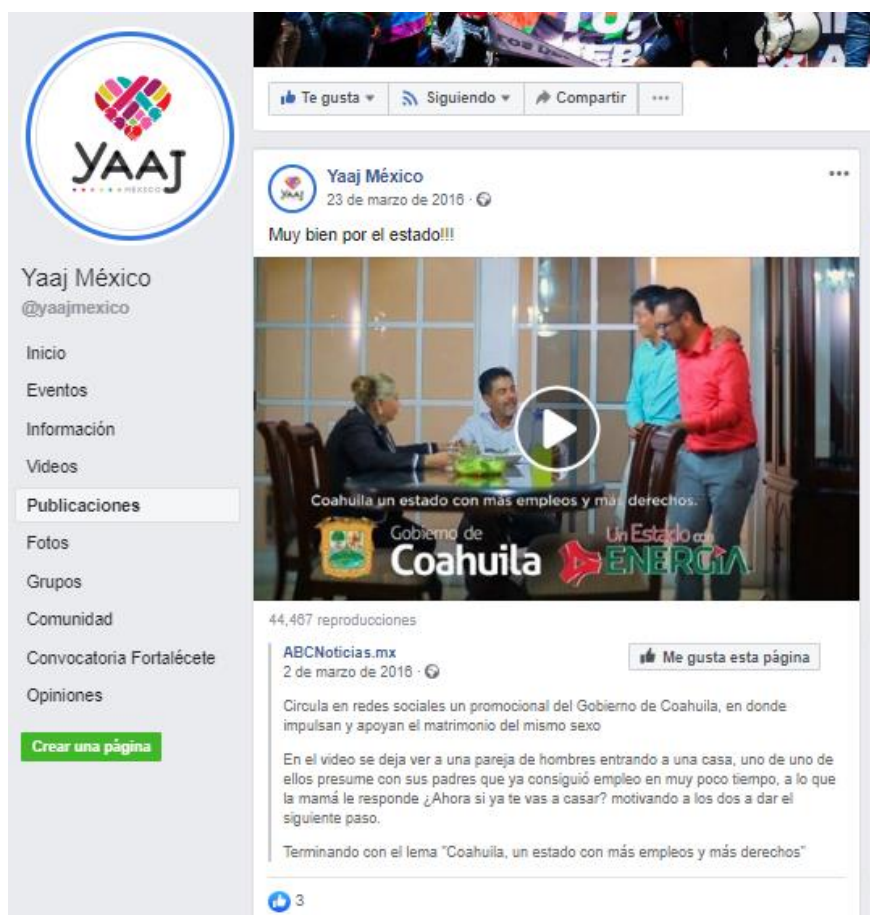 TO,
EB
Te gusta
Siguiendo
Compartir
YAAJ
MÉXICO
Yaaj México
@yaajmexico
Inicio
Eventos
Información
Videos
Publicaciones
Fotos
Grupos
Comunidad
Convocatoria Fortalécete
Opiniones
Crear una página
YAAJ
Yaaj México
23 de marzo de 2016
Muy bien por el estado!!!
Coahuila un estado con más empleos y más derechos.
Gobierno de
Coahuila
Un Estado con
ENERGÍA
44,467 reproducciones
ABCNoticias.mx
2 de marzo de 2016
Me gusta esta página
Circula en redes sociales un promocional del Gobierno de Coahuila, en donde
impulsan y apoyan el matrimonio del mismo sexo
En el video se deja ver a una pareja de hombres entrando a una casa, uno de uno de
ellos presume con sus padres que ya consiguió empleo en muy poco tiempo, a lo que
la mamá le responde ¿Ahora si ya te vas a casar? motivando a los dos a dar el
siguiente paso.
Terminando con el lema "Coahuila, un estado con más empleos y más derechos"
3